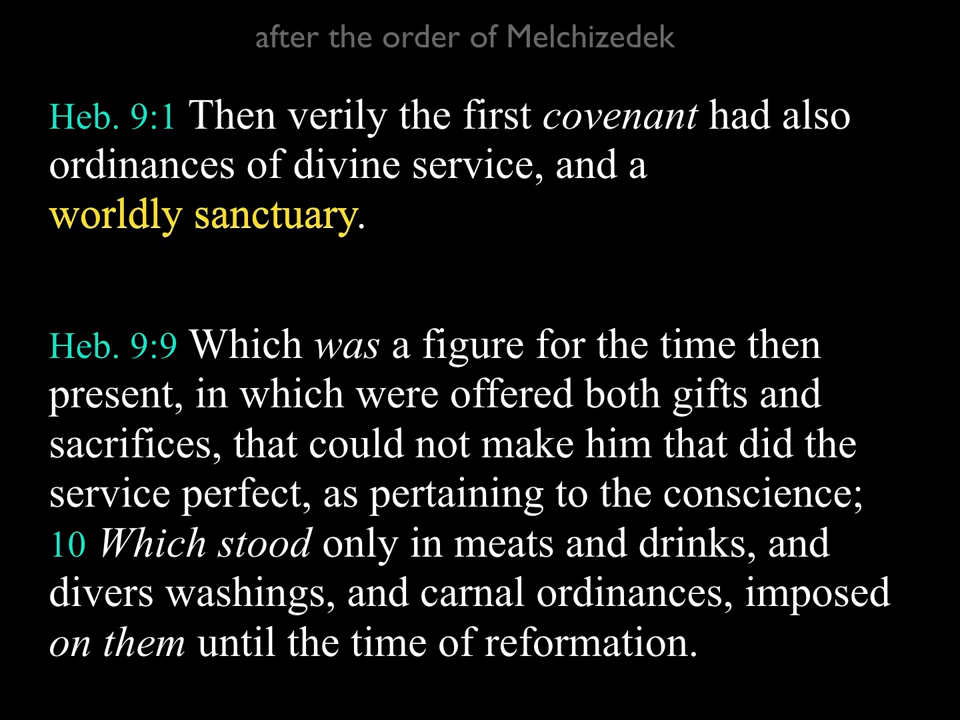 after the order of Melchizedek
Heb. 9:1 Then verily the first covenant had also
ordinances of divine service, and a
worldly sanctuary.
Heb. 9:9 Which was a figure for the time then
present, in which were offered both gifts and
sacrifices, that could not make him that did the
service perfect, as pertaining to the conscience;
10 Which stood only in meats and drinks, and
divers washings, and carnal ordinances, imposed
on them until the time of reformation.